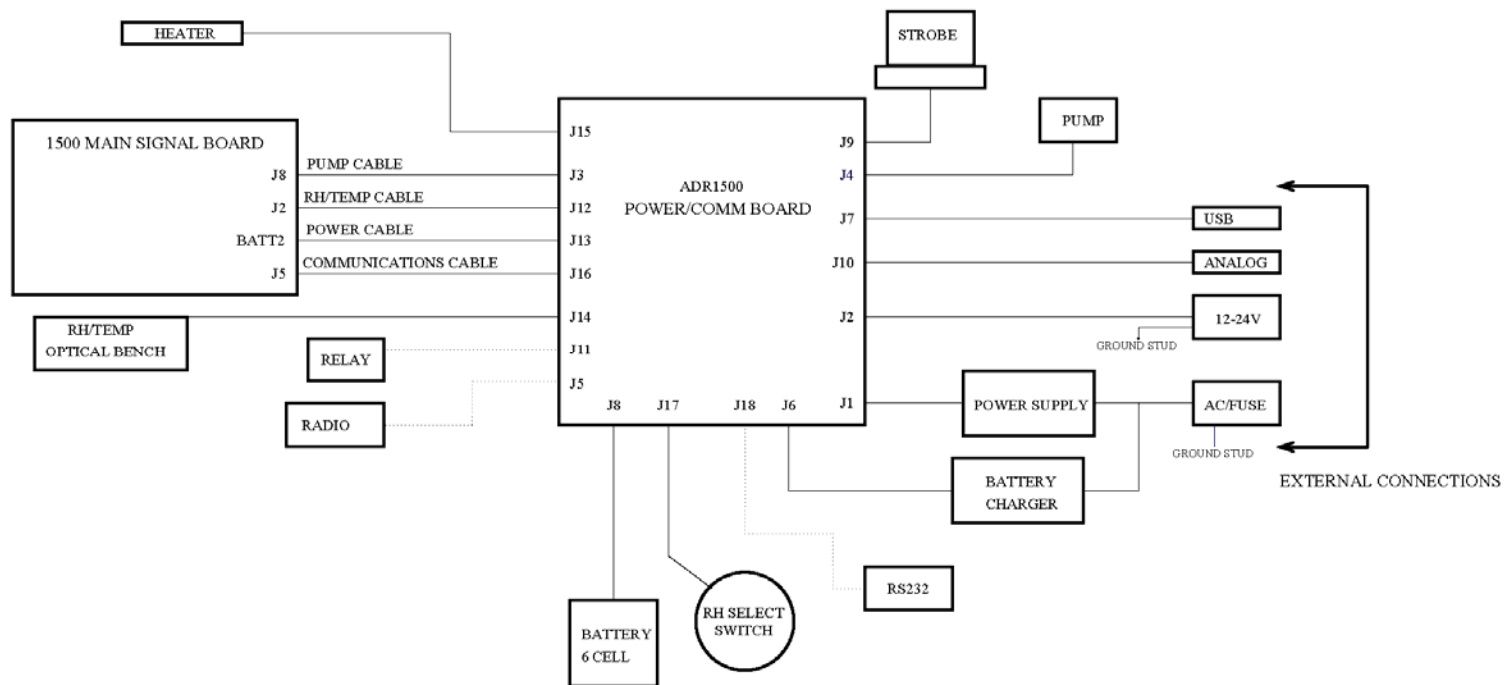 HEATER
STROBE
PUMP
1500 MAIN SIGNAL BOARD
J8
J2
BATT2
J5
PUMP CABLE
RH/TEMP CABLE
POWER CABLE
COMMUNICATIONS CABLE
ADR1500
POWER/COMM BOARD
J15
J3
J12
J13
J16
J14
J11
J5
J9
J4
J7
J10
J2
J1
J8
J17
J18
J6
USB
ANALOG
12-24V
GROUND STUD
RH/TEMP
OPTICAL BENCH
RELAY
RADIO
POWER SUPPLY
AC/FUSE
GROUND STUD
BATTERY
CHARGER
EXTERNAL CONNECTIONS
RS232
RH SELECT
SWITCH
BATTERY
6 CELL